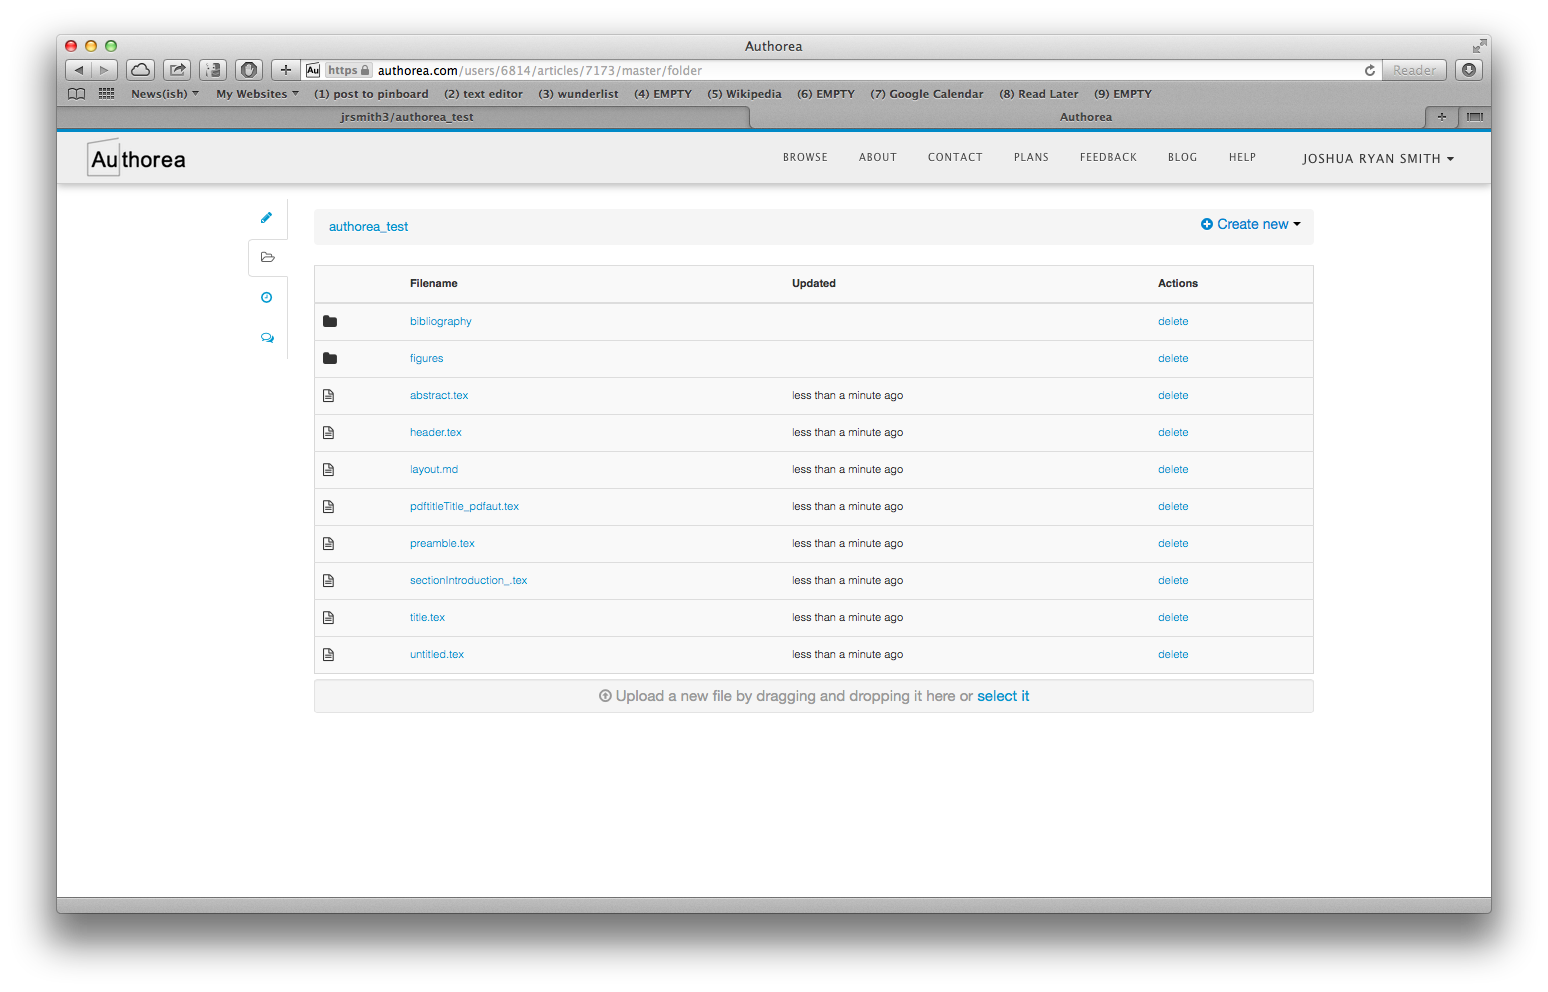 Authorea
Au https authorea.com/users/6814/articles/7173/master/folder Reader
News(ish) My Websites (1) post to pinboard (2) text editor (3) wunderlist (4) EMPTY (5) Wikipedia (6) EMPTY (7) Google Calendar (8) Read Later (9) EMPTY
jrsmith3/authorea_test Authorea
Authorea BROWSE ABOUT CONTACT PLANS FEEDBACK BLOG HELP JOSHUA RYAN SMITH
authorea_test Create new
Filename Updated Actions
bibliography delete
figures delete
abstract.tex less than a minute ago delete
header.tex less than a minute ago delete
layout.md less than a minute ago delete
pdftitleTitle_pdfaut.tex less than a minute ago delete
preamble.tex less than a minute ago delete
sectionIntroduction_.tex less than a minute ago delete
title.tex less than a minute ago delete
untitled.tex less than a minute ago delete
Upload a new file by dragging and dropping it here or select it